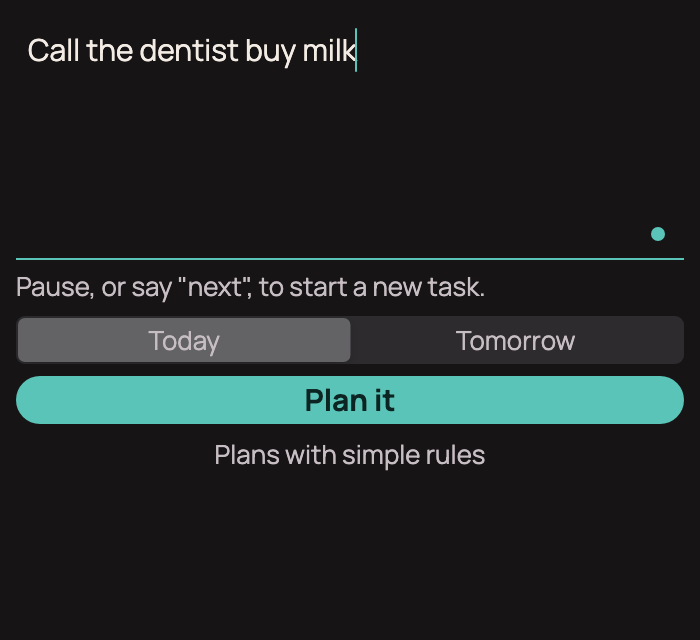 Call the dentist buy milk
Pause, or say "next", to start a new task.
Today
Tomorrow
Plan it
Plans with simple rules